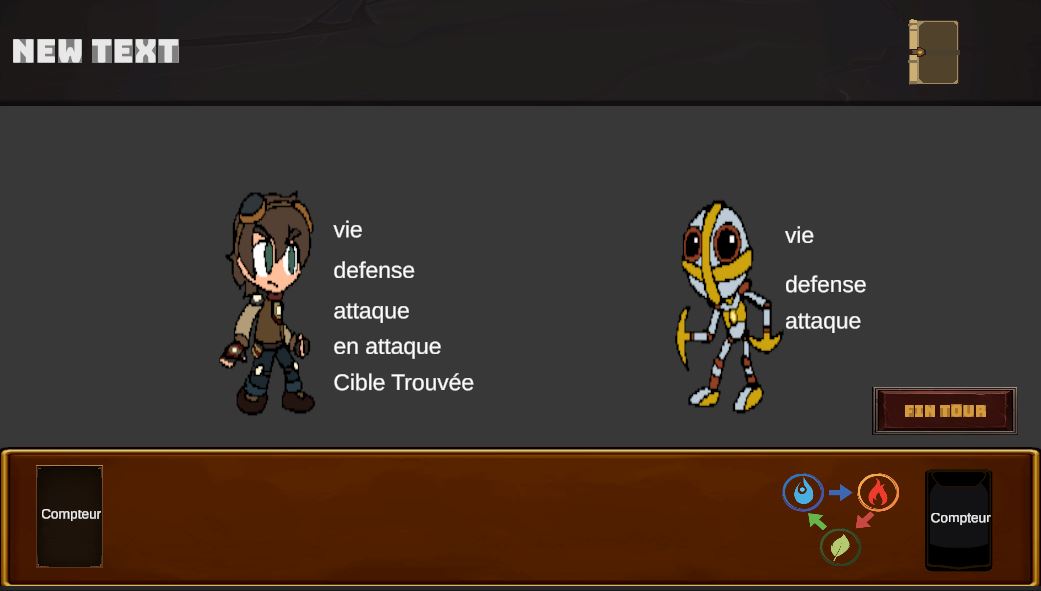 NEW TEXT
vie
defense
attaque
en attaque
Cible Trouvée
vie
defense
attaque
FIN TOUR
Compteur
Compteur